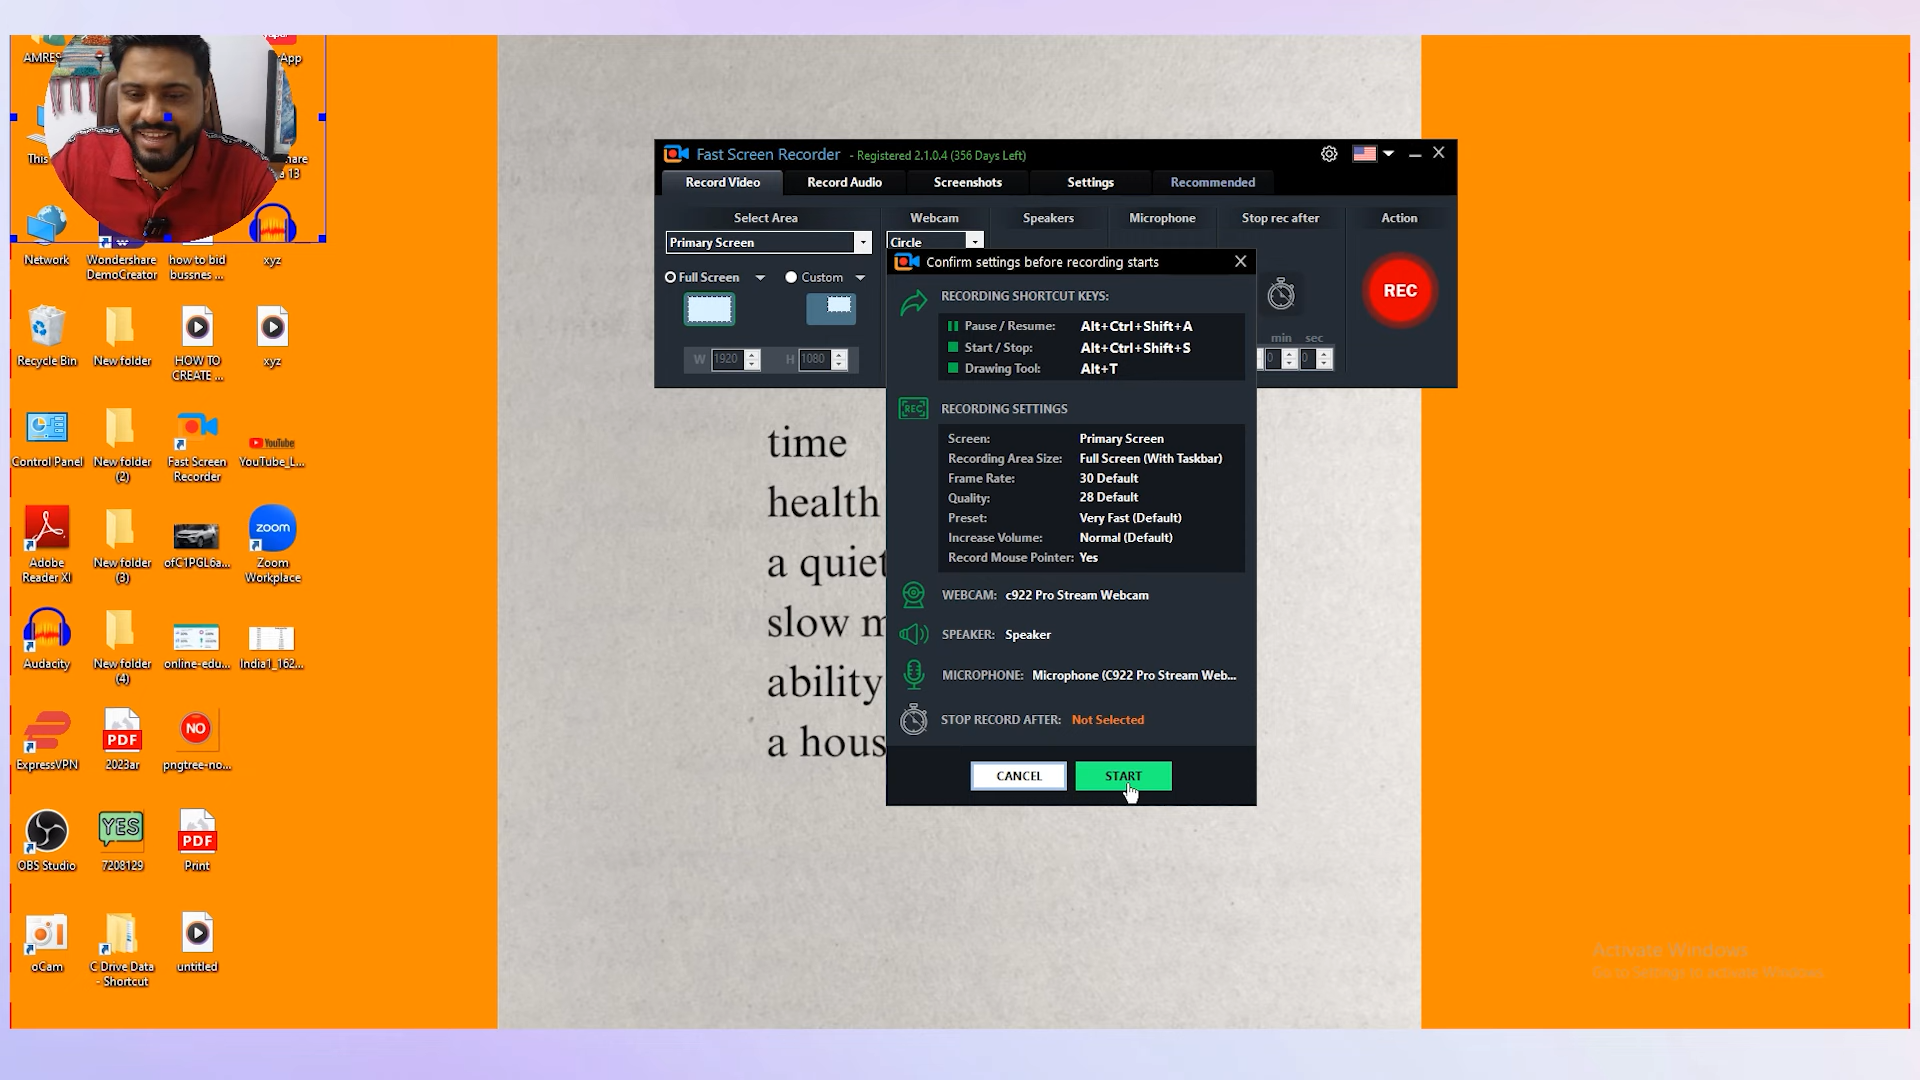 AMRES
App
This
hare
a 13
Network
Wondershare
DemoCreator
how to bid
bussnes ...
xyz
Recycle Bin
New folder
HOW TO
CREATE ...
xyz
Control Panel
New folder
(2)
Fast Screen
Recorder
YouTube
YouTube_L...
Adobe
Reader XI
New folder
(3)
ofC1PGL6a...
zoom
Zoom
Workplace
Audacity
New folder
(4)
online-edu...
India1_162...
ExpressVPN
PDF
2023ar
NO
pngtree-no...
OBS Studio
YES
7208129
PDF
Print
oCam
C Drive Data
- Shortcut
untitled
Fast Screen Recorder - Registered 2.1.0.4 (356 Days Left)
Record Video Record Audio Screenshots Settings Recommended
Select Area Webcam Speakers Microphone Stop rec after Action
Primary Screen Circle
Full Screen Custom
REC
min sec
W 1920 H 1080 0 0
Confirm settings before recording starts
RECORDING SHORTCUT KEYS:
Pause / Resume: Alt+Ctrl+Shift+A
Start / Stop: Alt+Ctrl+Shift+S
Drawing Tool: Alt+T
REC RECORDING SETTINGS
Screen: Primary Screen
Recording Area Size: Full Screen (With Taskbar)
Frame Rate: 30 Default
Quality: 28 Default
Preset: Very Fast (Default)
Increase Volume: Normal (Default)
Record Mouse Pointer: Yes
WEBCAM: c922 Pro Stream Webcam
SPEAKER: Speaker
MICROPHONE: Microphone (C922 Pro Stream Web...
STOP RECORD AFTER: Not Selected
CANCEL START
time
health
a quiet
slow m
ability
a hous
Activate Windows
Go to Settings to activate Windows.